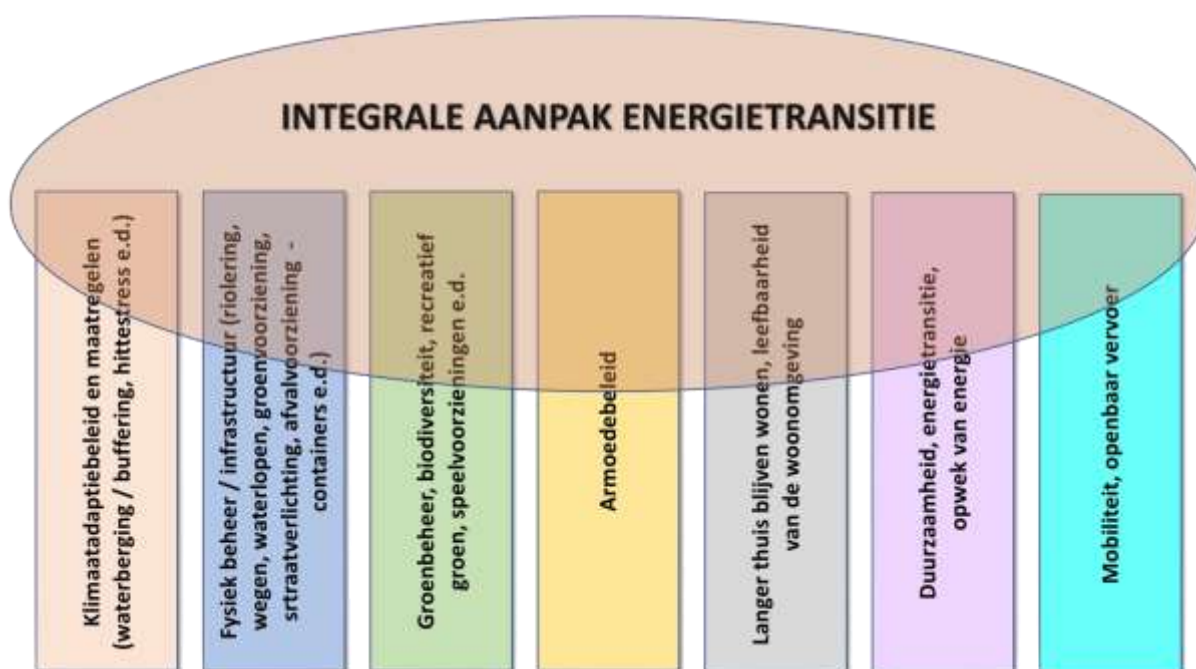 INTEGRALE AANPAK ENERGIETRANSITIE
Klimaatadaptiebeleid en maatregelen
(waterberging / buffering, hittestress e.d.)
Fysiek beheer / infrastructuur (riolering,
wegen, waterlopen, groenvoorziening,
srtraatverlichting, afvalvoorziening -
containers e.d.)
Groenbeheer, biodiversiteit, recreatief
groen, speelvoorzieningen e.d.
Armoedebeleid
Langer thuis blijven wonen, leefbaarheid
van de woonomgeving
Duurzaamheid, energietransitie,
opwek van energie
Mobiliteit, openbaar vervoer